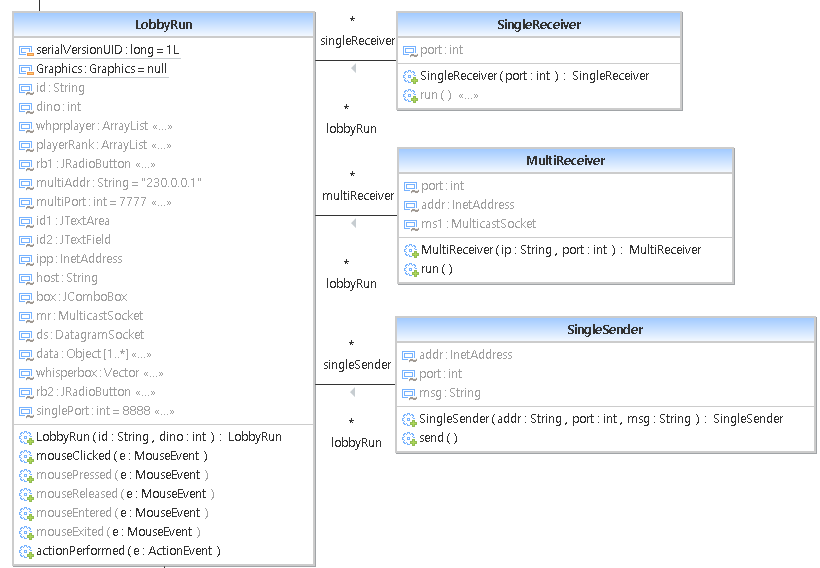 LobbyRun
serialVersionUID : long = 1L
Graphics : Graphics = null
id : String
dino : int
whprplayer : ArrayList «...»
playerRank : ArrayList «...»
rb1 : JRadioButton «...»
multiAddr : String = "230.0.0.1"
multiPort : int = 7777 «...»
id1 : JTextArea
id2 : JTextField
ipp : InetAddress
host : String
box : JComboBox
mr : MulticastSocket
ds : DatagramSocket
data : Object [1..*] «...»
whisperbox : Vector «...»
rb2 : JRadioButton «...»
singlePort : int = 8888 «...»
LobbyRun ( id : String , dino : int ) : LobbyRun
mouseClicked ( e : MouseEvent )
mousePressed ( e : MouseEvent )
mouseReleased ( e : MouseEvent )
mouseEntered ( e : MouseEvent )
mouseExited ( e : MouseEvent )
actionPerformed ( e : ActionEvent )
*
singleReceiver
*
lobbyRun
*
multiReceiver
*
lobbyRun
*
singleSender
*
lobbyRun
SingleReceiver
port : int
SingleReceiver ( port : int ) : SingleReceiver
run ( ) «...»
MultiReceiver
port : int
addr : InetAddress
ms1 : MulticastSocket
MultiReceiver ( ip : String , port : int ) : MultiReceiver
run ( )
SingleSender
addr : InetAddress
port : int
msg : String
SingleSender ( addr : String , port : int , msg : String ) : SingleSender
send ( )